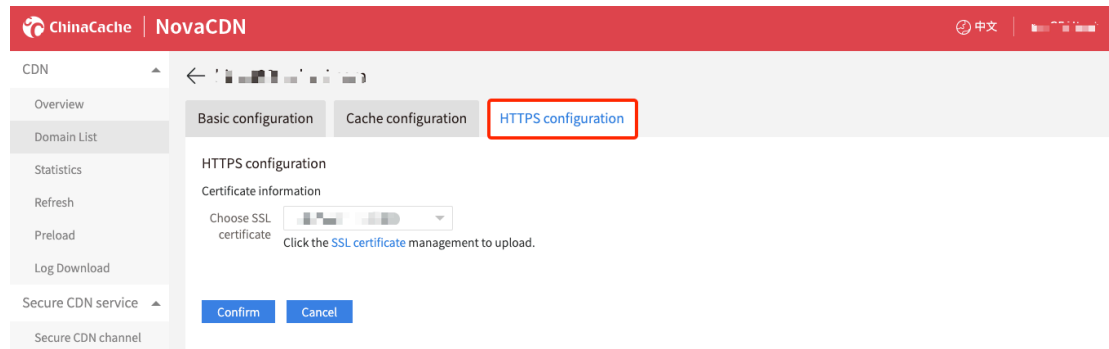 ChinaCache | NovaCDN
中文
CDN
Overview
Domain List
Statistics
Refresh
Preload
Log Download
Secure CDN service
Secure CDN channel
Basic configuration
Cache configuration
HTTPS configuration
HTTPS configuration
Certificate information
Choose SSL
certificate
Click the SSL certificate management to upload.
Confirm
Cancel